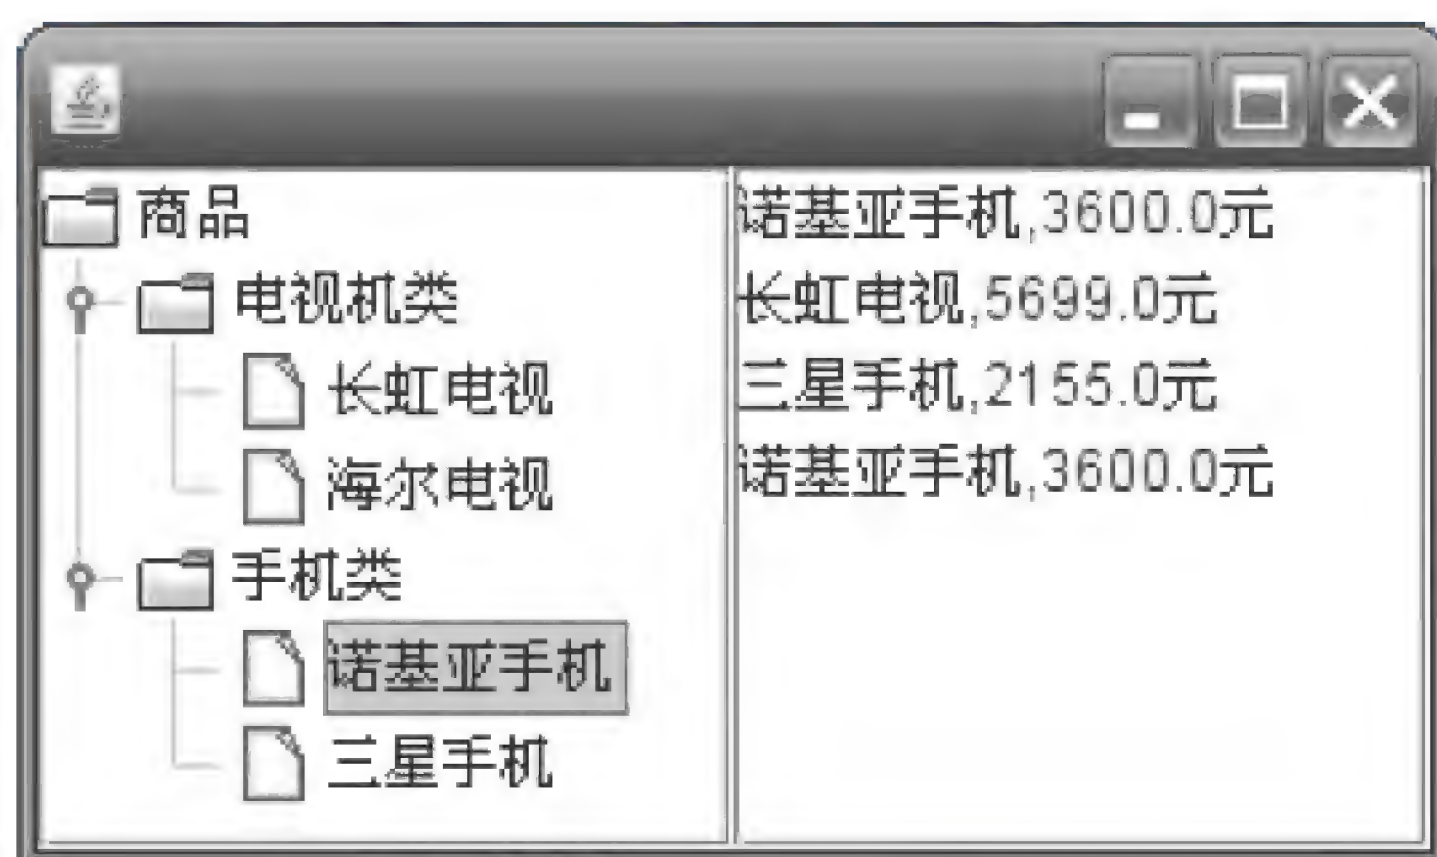 商品
电视机类
长虹电视
海尔电视
手机类
诺基亚手机
三星手机
诺基亚手机,3600.0元
长虹电视,5699.0元
三星手机,2155.0元
诺基亚手机,3600.0元